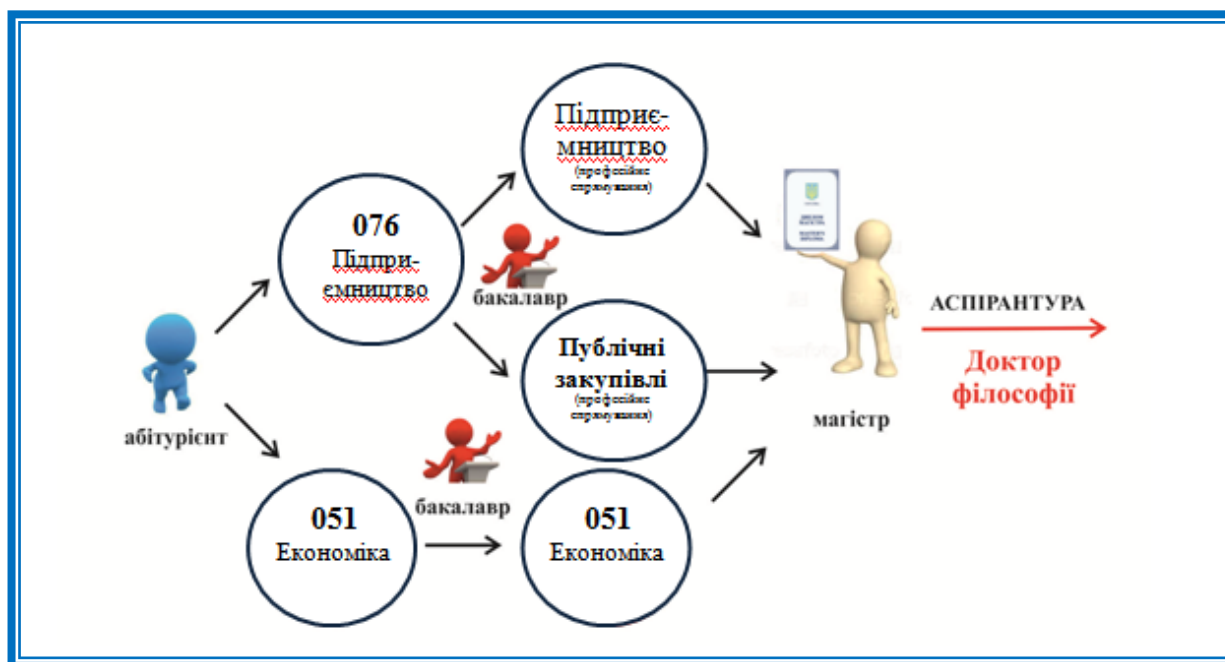 Підприє-
мництво
(професійне
спрямування)
076
Підпри-
ємництво
бакалавр
Публічні
закупівлі
(професійне
спрямування)
абітурієнт
051
Економіка
бакалавр
051
Економіка
магістр
АСПІРАНТУРА
Доктор
філософії